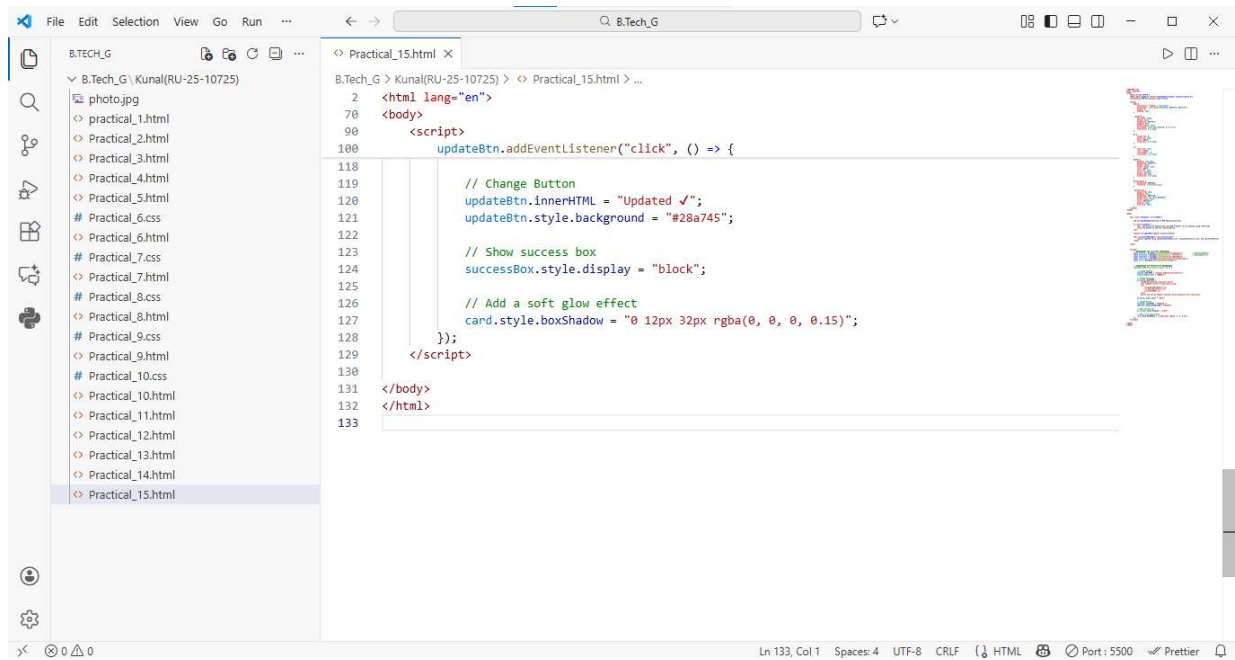 File Edit Selection View Go Run ···
B.Tech_G
B.TECH_G
B.Tech_G \ Kunal(RU-25-10725)
photo.jpg
practical_1.html
Practical_2.html
Practical_3.html
Practical_4.html
Practical_5.html
# Practical_6.css
Practical_6.html
# Practical_7.css
Practical_7.html
# Practical_8.css
Practical_8.html
# Practical_9.css
Practical_9.html
# Practical_10.css
Practical_10.html
Practical_11.html
Practical_12.html
Practical_13.html
Practical_14.html
Practical_15.html
Practical_15.html
B.Tech_G > Kunal(RU-25-10725) > <> Practical_15.html > ...
2 <html lang="en">
70 <body>
90 <script>
100 updateBtn.addEventListener("click", () => {
118
119 // Change Button
120 updateBtn.innerHTML = "Updated ✓";
121 updateBtn.style.background = "#28a745";
122
123 // Show success box
124 successBox.style.display = "block";
125
126 // Add a soft glow effect
127 card.style.boxShadow = "0 12px 32px rgba(0, 0, 0, 0.15)";
128 });
129 </script>
130
131 </body>
132 </html>
133
0 0 Ln 133, Col 1 Spaces: 4 UTF-8 CRLF {} HTML Port : 5500 Prettier